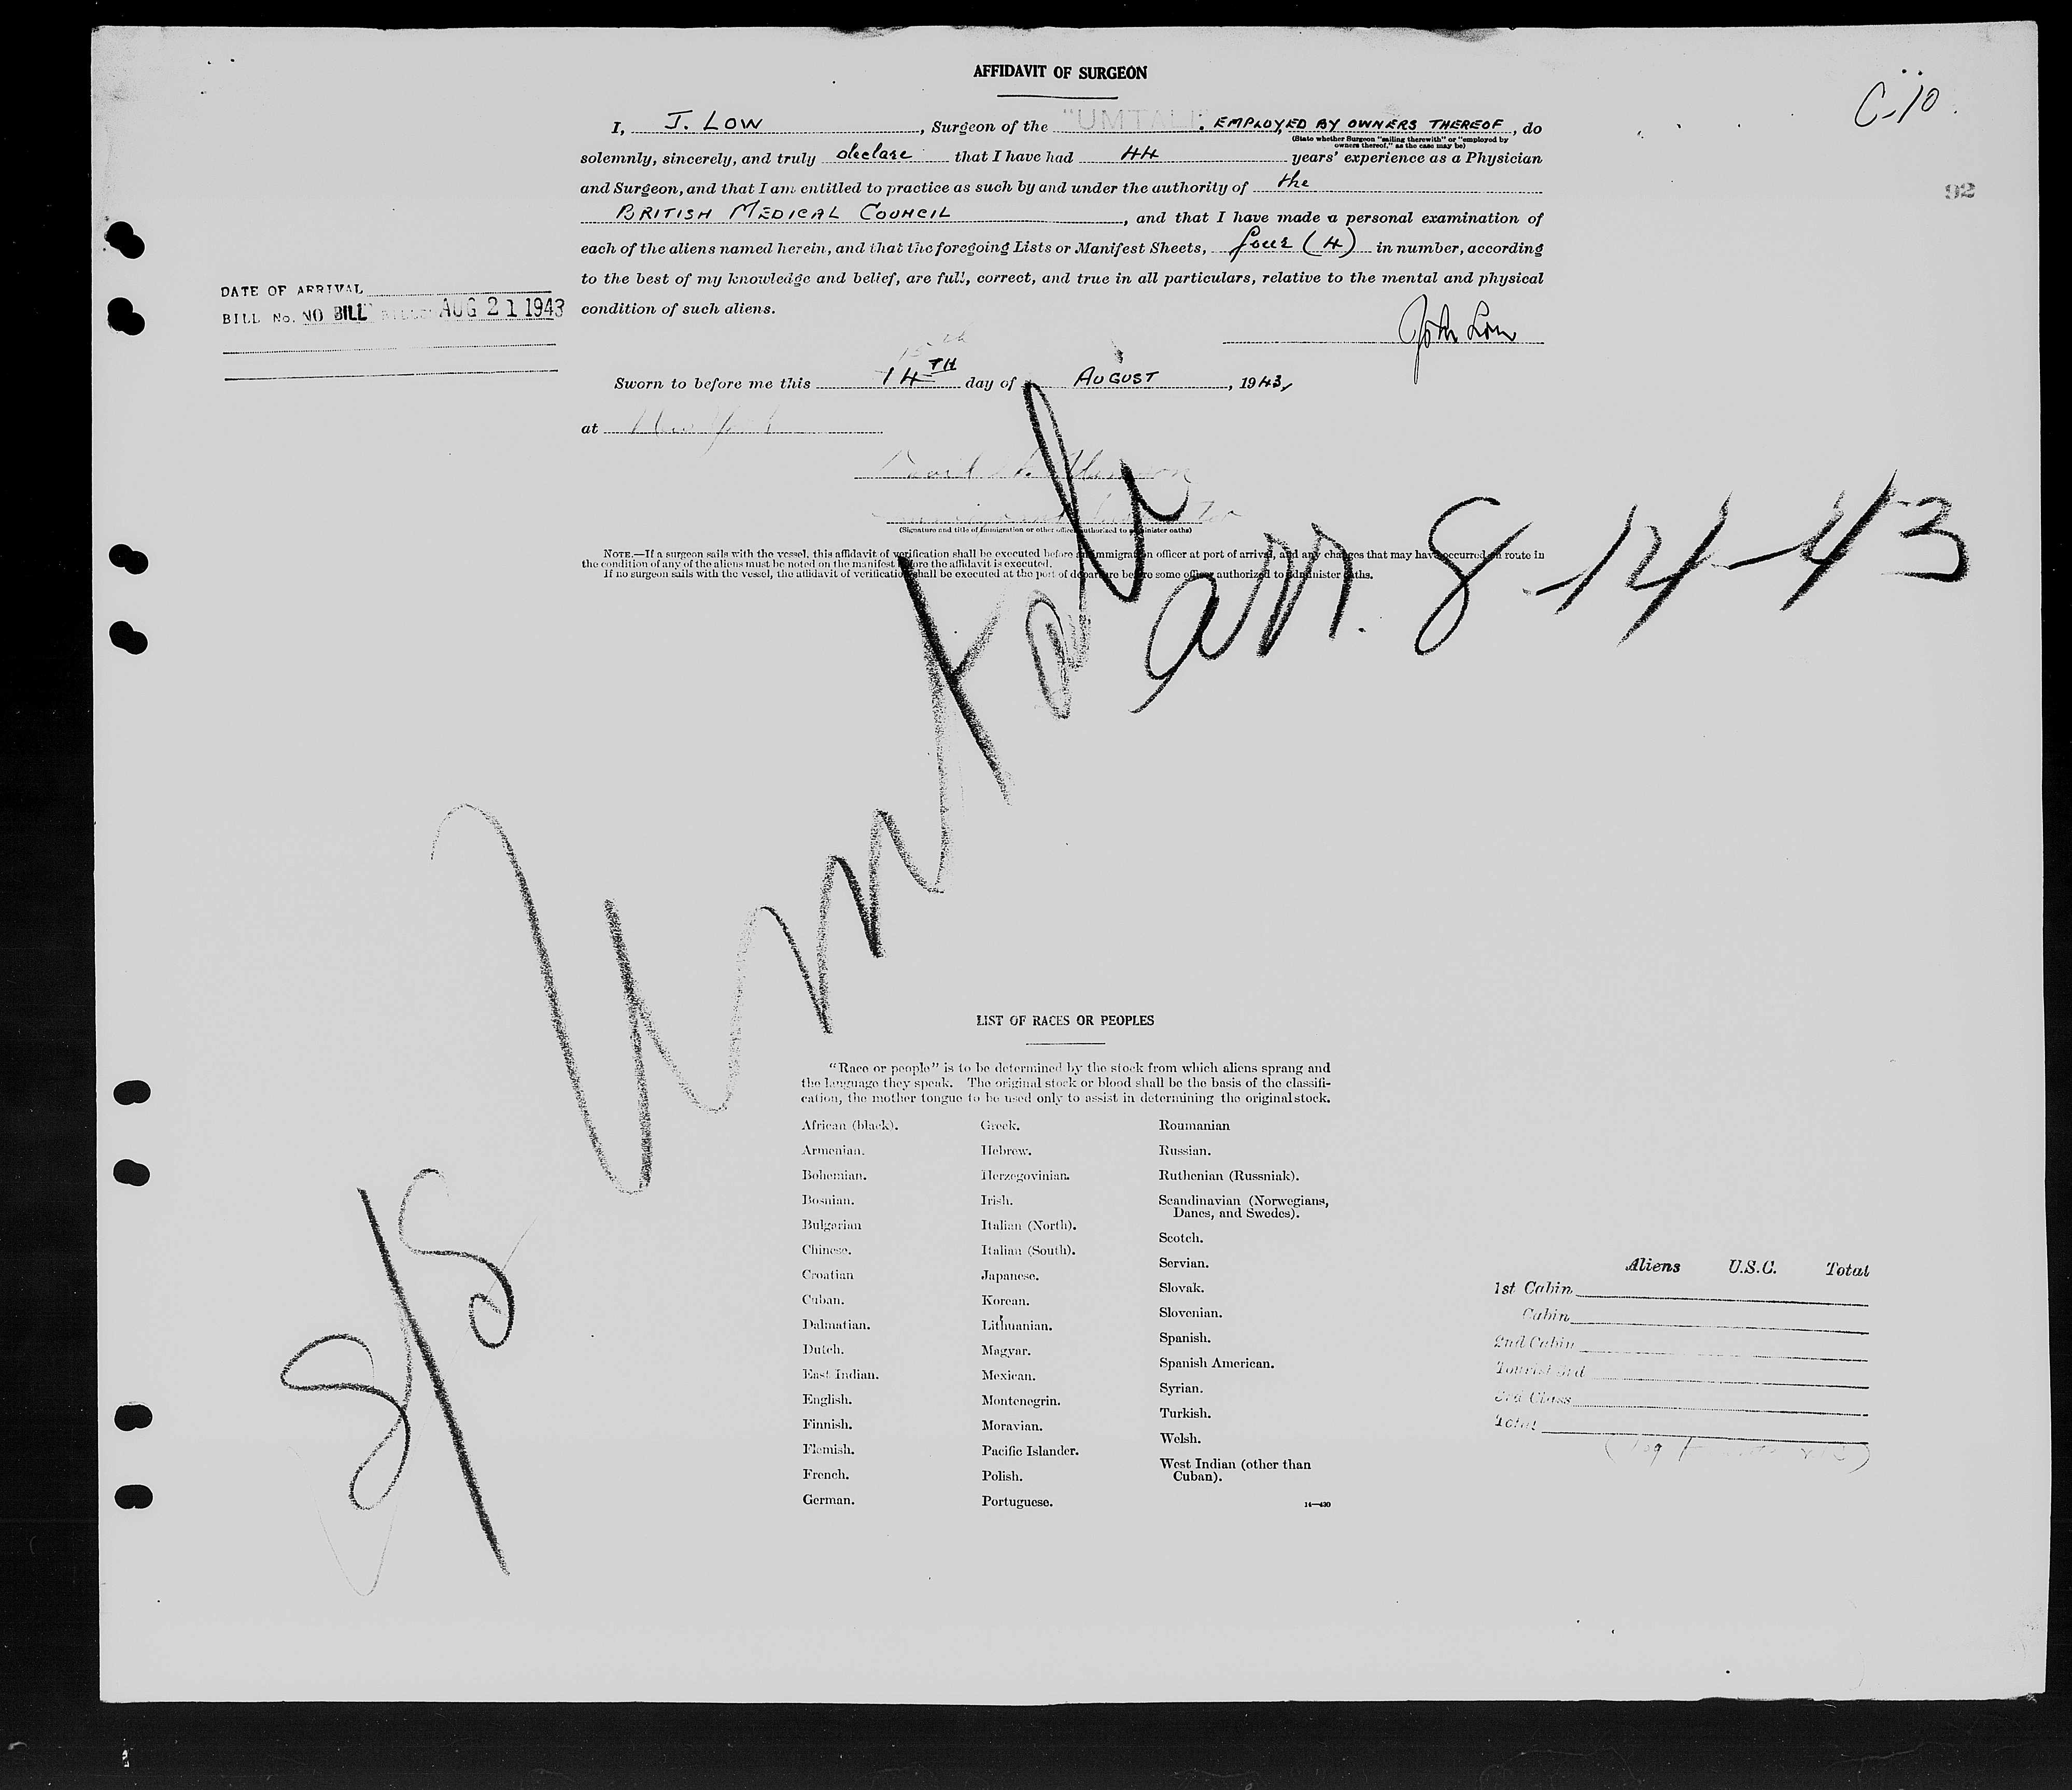 AFFIDAVIT OF SURGEON
C-10
I, J. LOW, Surgeon of the "UMTALI". EMPLOYED BY OWNERS THEREOF, do
(State whether Surgeon "sailing therewith" or "employed by
owners thereof," as the case may be)
solemnly, sincerely, and truly declare that I have had 44 years' experience as a Physician
and Surgeon, and that I am entitled to practice as such by and under the authority of the
92
BRITISH MEDICAL COUNCIL, and that I have made a personal examination of
each of the aliens named herein, and that the foregoing Lists or Manifest Sheets, four (4) in number, according
to the best of my knowledge and belief, are full, correct, and true in all particulars, relative to the mental and physical
condition of such aliens.
DATE OF ARRIVAL
BILL No. NO BILL AUG 21 1943
John Low
Sworn to before me this 14TH day of AUGUST, 1943,
at New York
David
(Signature and title of immigration or other officer authorized to administer oaths)
NOTE.—If a surgeon sails with the vessel, this affidavit of verification shall be executed before an immigration officer at port of arrival, and any changes that may have occurred en route in
the condition of any of the aliens must be noted on the manifest before the affidavit is executed.
If no surgeon sails with the vessel, the affidavit of verification shall be executed at the port of departure before some officer authorized to administer oaths.
S/S Umtali
arr. 8-14-43
LIST OF RACES OR PEOPLES
"Race or people" is to be determined by the stock from which aliens sprang and
the language they speak. The original stock or blood shall be the basis of the classifi-
cation, the mother tongue to be used only to assist in determining the original stock.
African (black).
Armenian.
Bohemian.
Bosnian.
Bulgarian
Chinese.
Croatian
Cuban.
Dalmatian.
Dutch.
East Indian.
English.
Finnish.
Flemish.
French.
German.
Greek.
Hebrew.
Herzegovinian.
Irish.
Italian (North).
Italian (South).
Japanese.
Korean.
Lithuanian.
Magyar.
Mexican.
Montenegrin.
Moravian.
Pacific Islander.
Polish.
Portuguese.
Roumanian
Russian.
Ruthenian (Russniak).
Scandinavian (Norwegians,
Danes, and Swedes).
Scotch.
Servian.
Slovak.
Slovenian.
Spanish.
Spanish American.
Syrian.
Turkish.
Welsh.
West Indian (other than
Cuban).
14—430
Aliens U.S.C. Total
1st Cabin
Cabin
2nd Cabin
Tourist 3rd
3rd Class
Total